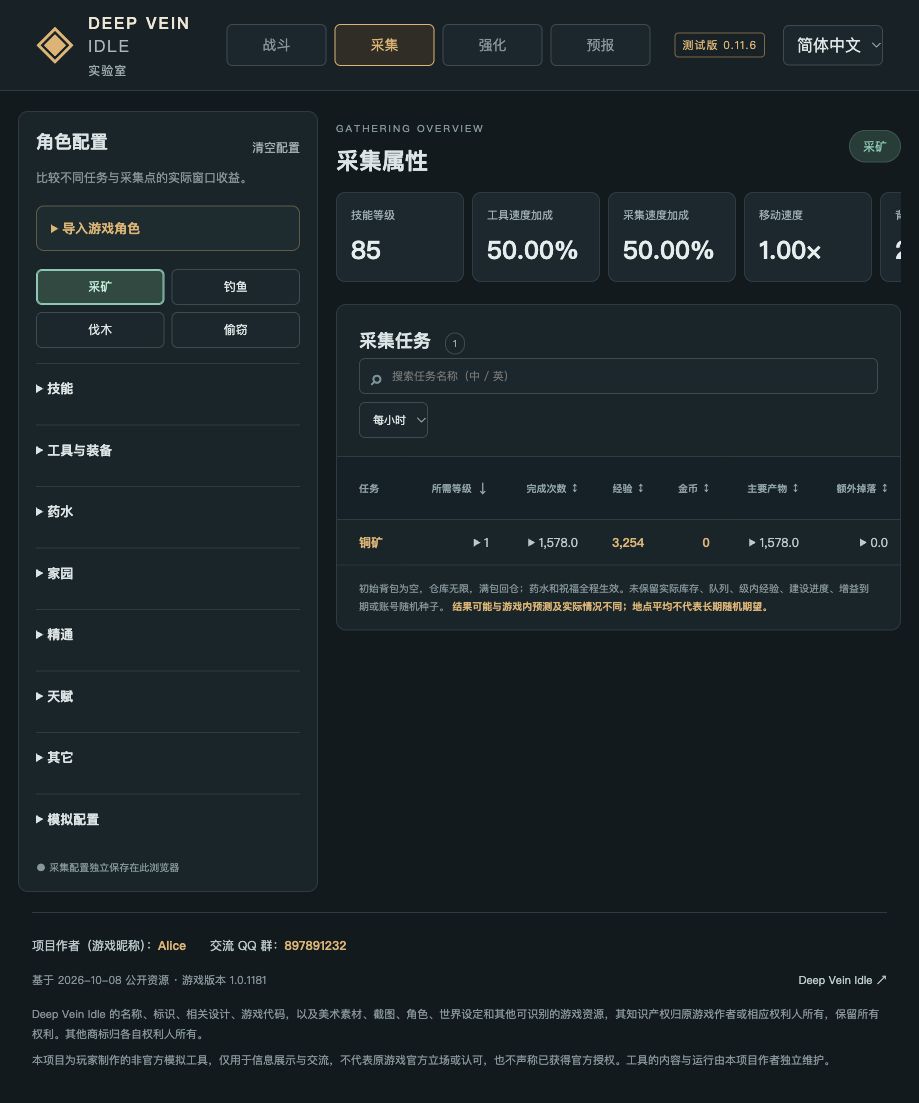 DEEP VEIN
IDLE
实验室
战斗
采集
强化
预报
测试版 0.11.6
简体中文
角色配置
清空配置
比较不同任务与采集点的实际窗口收益。
导入游戏角色
采矿
钓鱼
伐木
偷窃
技能
工具与装备
药水
家园
精通
天赋
其它
模拟配置
采集配置独立保存在此浏览器
GATHERING OVERVIEW
采集属性
采矿
技能等级
85
工具速度加成
50.00%
采集速度加成
50.00%
移动速度
1.00×
采集任务 1
搜索任务名称（中 / 英）
每小时
任务 所需等级 ↓ 完成次数 ↕ 经验 ↕ 金币 ↕ 主要产物 ↕ 额外掉落 ↕
铜矿 ▶ 1 ▶ 1,578.0 3,254 0 ▶ 1,578.0 ▶ 0.0
初始背包为空，仓库无限，满包回仓；药水和祝福全程生效。未保留实际库存、队列、级内经验、建设进度、增益到
期或账号随机种子。 结果可能与游戏内预测及实际情况不同；地点平均不代表长期随机期望。
项目作者（游戏昵称）：Alice 交流 QQ 群：897891232
基于 2026-10-08 公开资源 · 游戏版本 1.0.1181
Deep Vein Idle ↗
Deep Vein Idle 的名称、标识、相关设计、游戏代码，以及美术素材、截图、角色、世界设定和其他可识别的游戏资源，其知识产权归原游戏作者或相应权利人所有，保留所有
权利。其他商标归各自权利人所有。
本项目为玩家制作的非官方模拟工具，仅用于信息展示与交流，不代表原游戏官方立场或认可，也不声称已获得官方授权。工具的内容与运行由本项目作者独立维护。